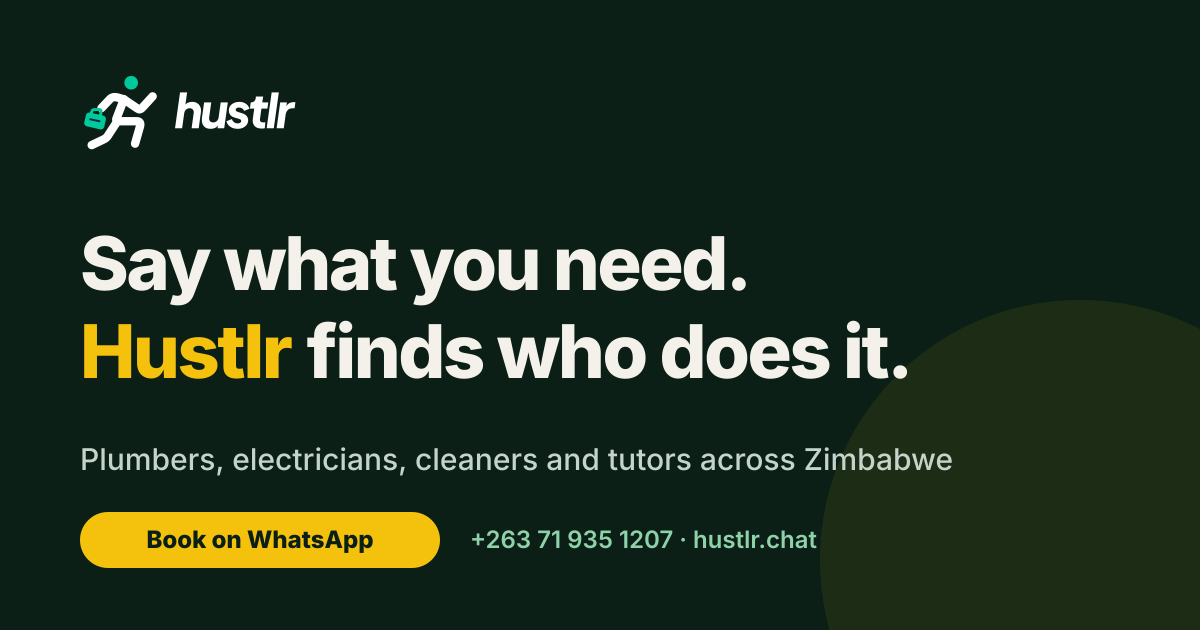 hustlr
Say what you need.
Hustlr finds who does it.
Plumbers, electricians, cleaners and tutors across Zimbabwe
Book on WhatsApp
+263 71 935 1207 · hustlr.chat